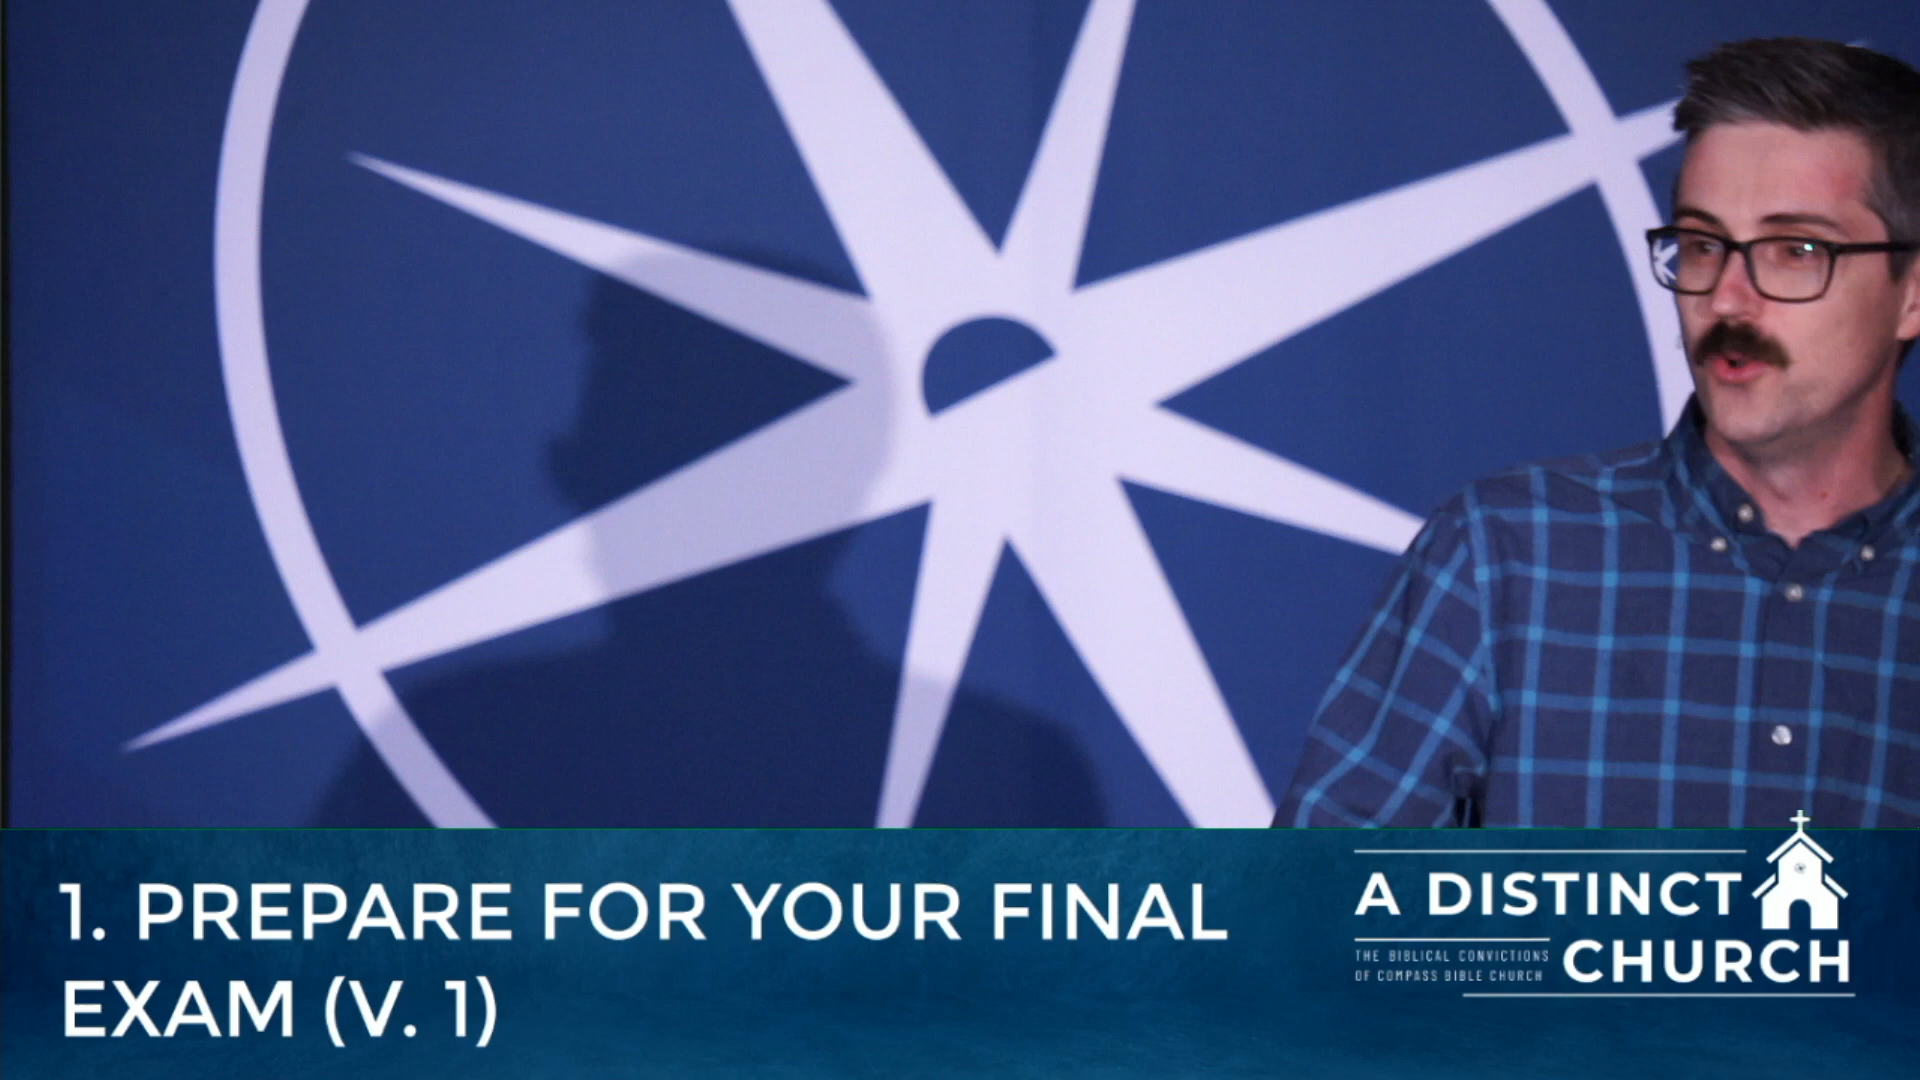 1. PREPARE FOR YOUR FINAL
EXAM (V. 1)
A DISTINCT
CHURCH
THE BIBLICAL CONVICTIONS
OF COMPASS BIBLE CHURCH